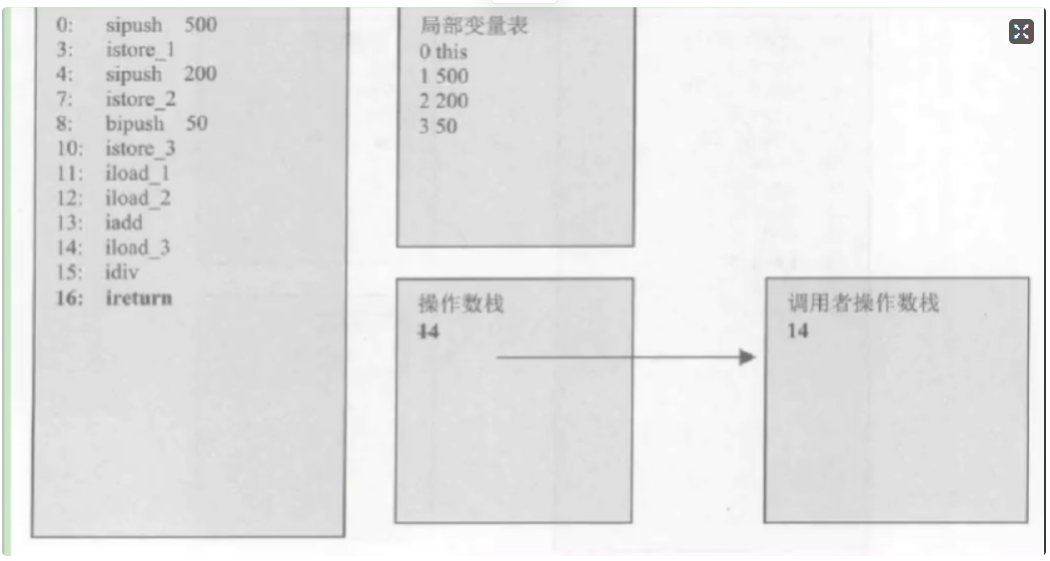 0: sipush 500
3: istore_1
4: sipush 200
7: istore_2
8: bipush 50
10: istore_3
11: iload_1
12: iload_2
13: iadd
14: iload_3
15: idiv
16: ireturn
局部变量表
0 this
1 500
2 200
3 50
操作数栈
14
调用者操作数栈
14